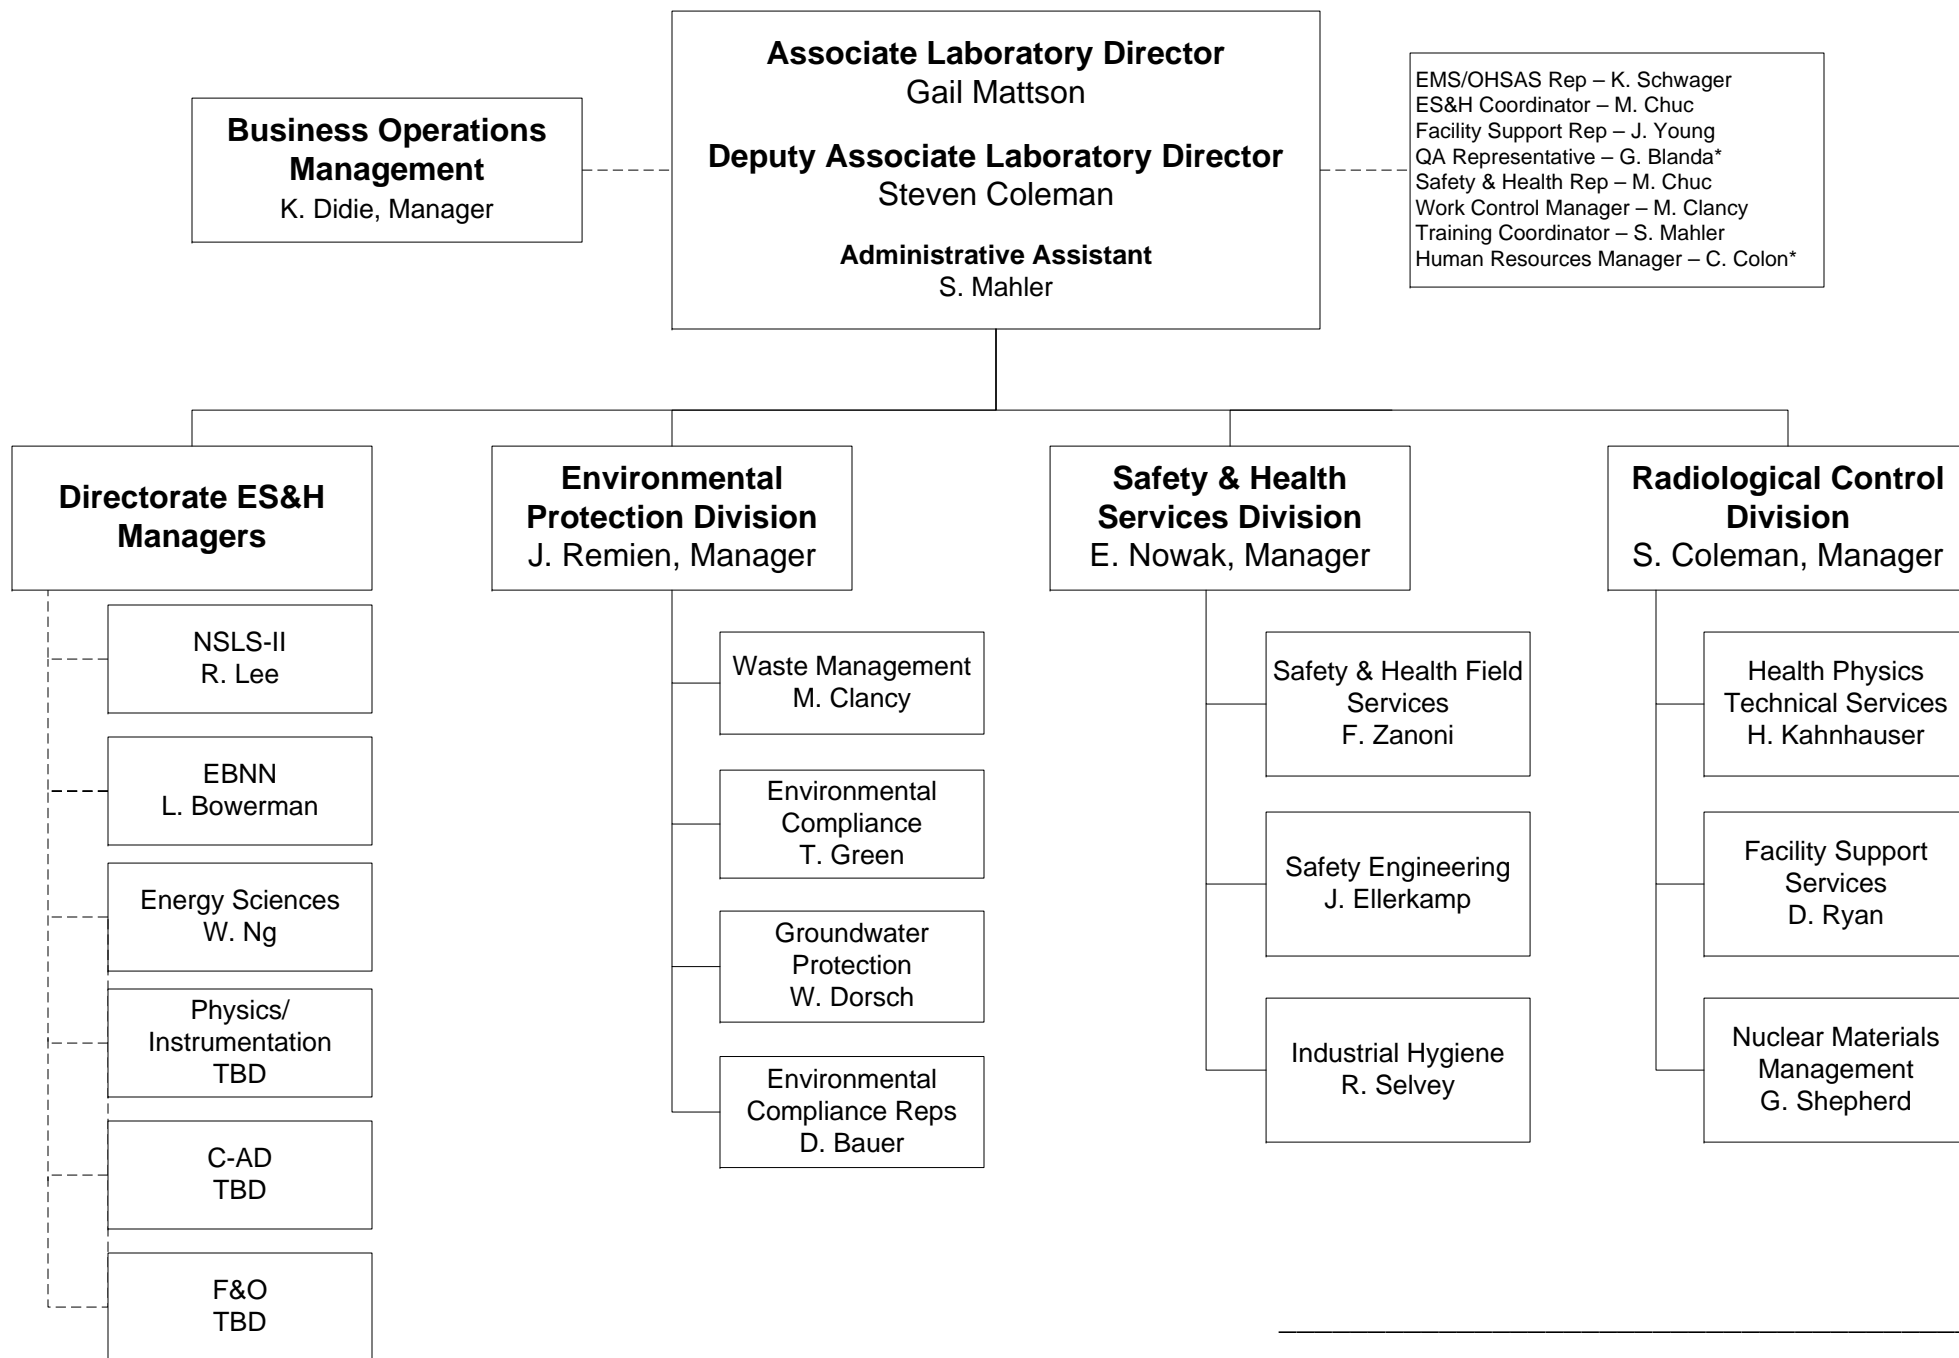 Associate Laboratory Director
Gail Mattson
Deputy Associate Laboratory Director
Steven Coleman
Administrative Assistant
S. Mahler
Business Operations
Management
K. Didie, Manager
EMS/OHSAS Rep – K. Schwager
ES&H Coordinator – M. Chuc
Facility Support Rep – J. Young
QA Representative – G. Blanda*
Safety & Health Rep – M. Chuc
Work Control Manager – M. Clancy
Training Coordinator – S. Mahler
Human Resources Manager – C. Colon*
Directorate ES&H
Managers
NSLS-II
R. Lee
EBNN
L. Bowerman
Energy Sciences
W. Ng
Physics/
Instrumentation
TBD
C-AD
TBD
F&O
TBD
Environmental
Protection Division
J. Remien, Manager
Waste Management
M. Clancy
Environmental
Compliance
T. Green
Groundwater
Protection
W. Dorsch
Environmental
Compliance Reps
D. Bauer
Safety & Health
Services Division
E. Nowak, Manager
Safety & Health Field
Services
F. Zanoni
Safety Engineering
J. Ellerkamp
Industrial Hygiene
R. Selvey
Radiological Control
Division
S. Coleman, Manager
Health Physics
Technical Services
H. Kahnhauser
Facility Support
Services
D. Ryan
Nuclear Materials
Management
G. Shepherd